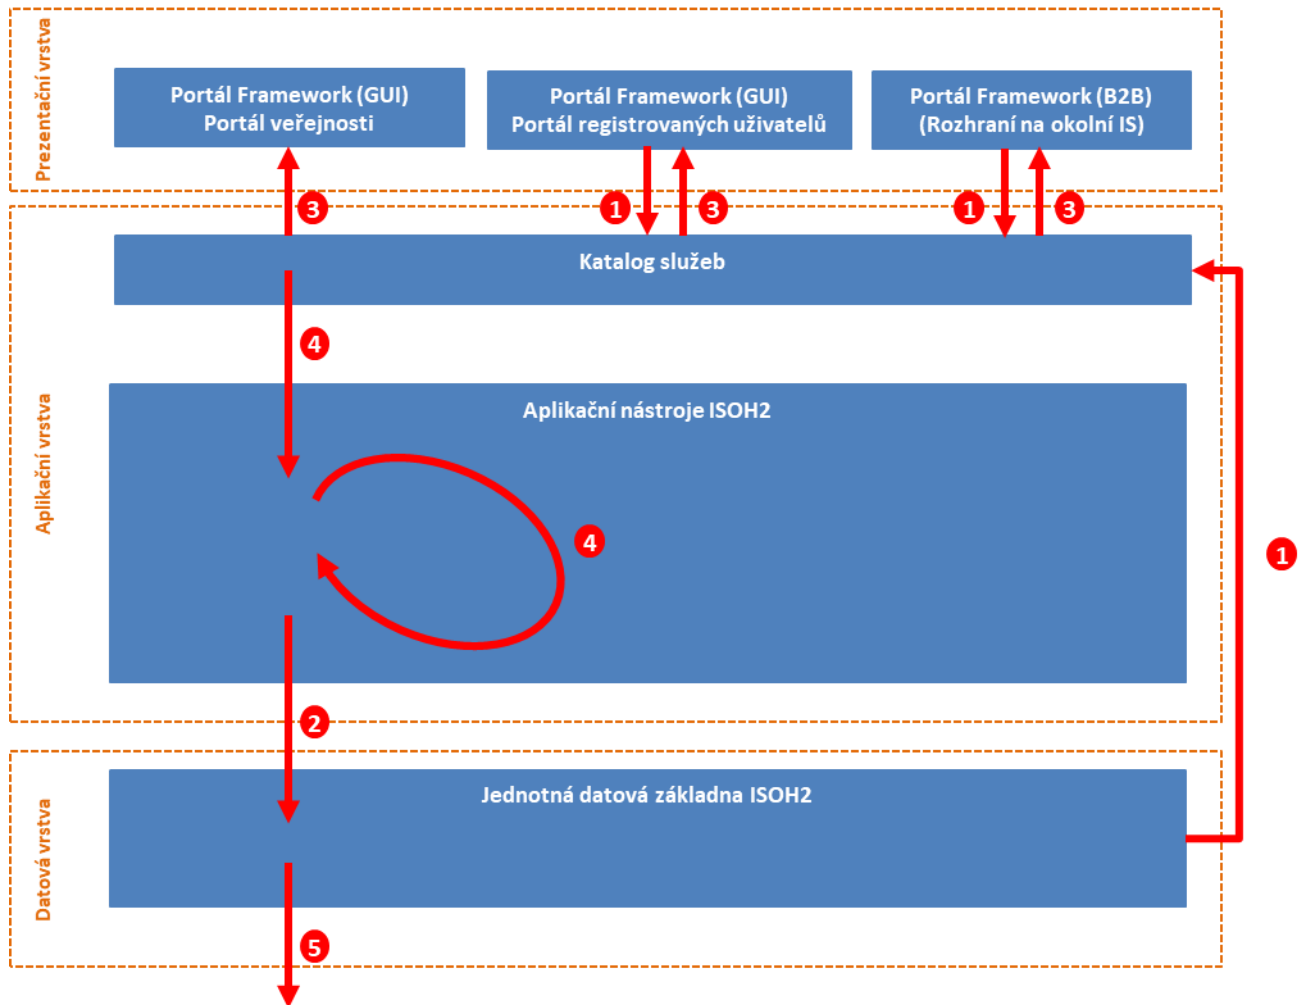 Prezentační vrstva
Portál Framework (GUI)
Portál veřejnosti
Portál Framework (GUI)
Portál registrovaných uživatelů
Portál Framework (B2B)
(Rozhraní na okolní IS)
3
1
3
1
3
Aplikační vrstva
Katalog služeb
4
Aplikační nástroje ISOH2
4
1
2
Datová vrstva
Jednotná datová základna ISOH2
5